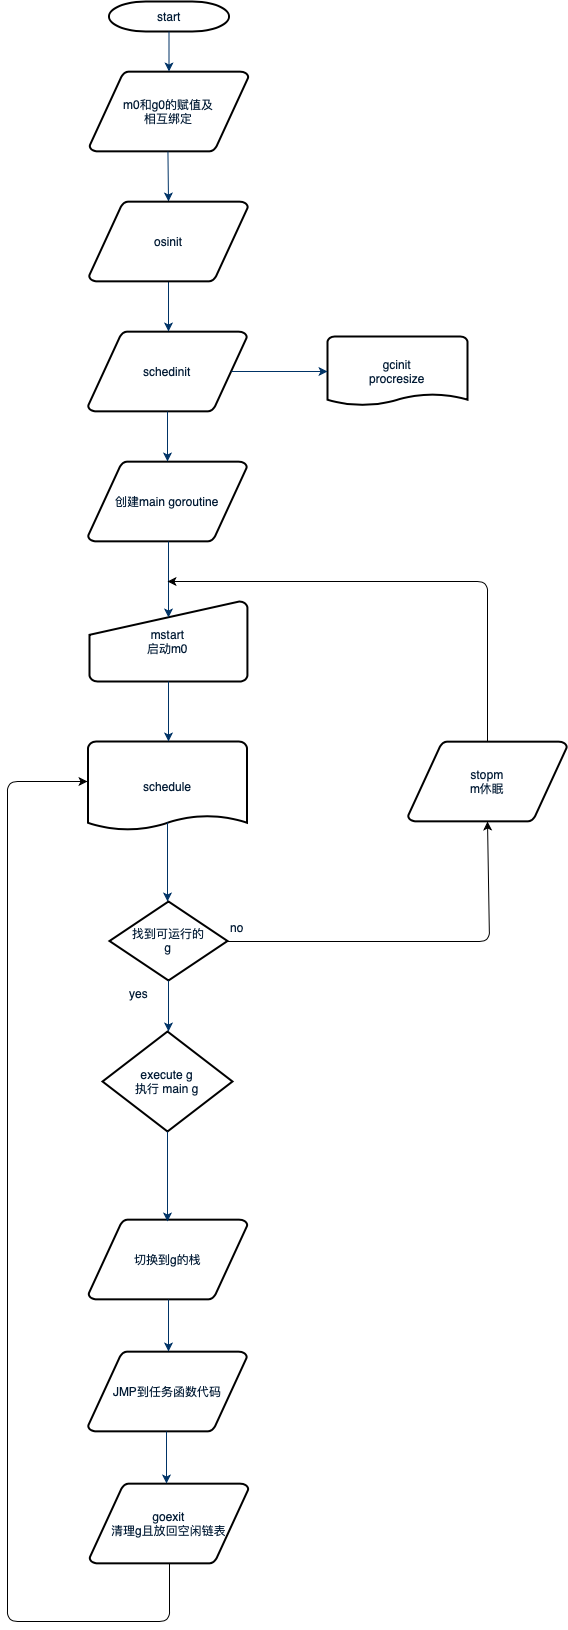 start
m0和g0的赋值及
相互绑定
osinit
schedinit
gcinit
procresize
创建main goroutine
mstart
启动m0
schedule
stopm
m休眠
找到可运行的
g
no
yes
execute g
执行 main g
切换到g的栈
JMP到任务函数代码
goexit
清理g且放回空闲链表